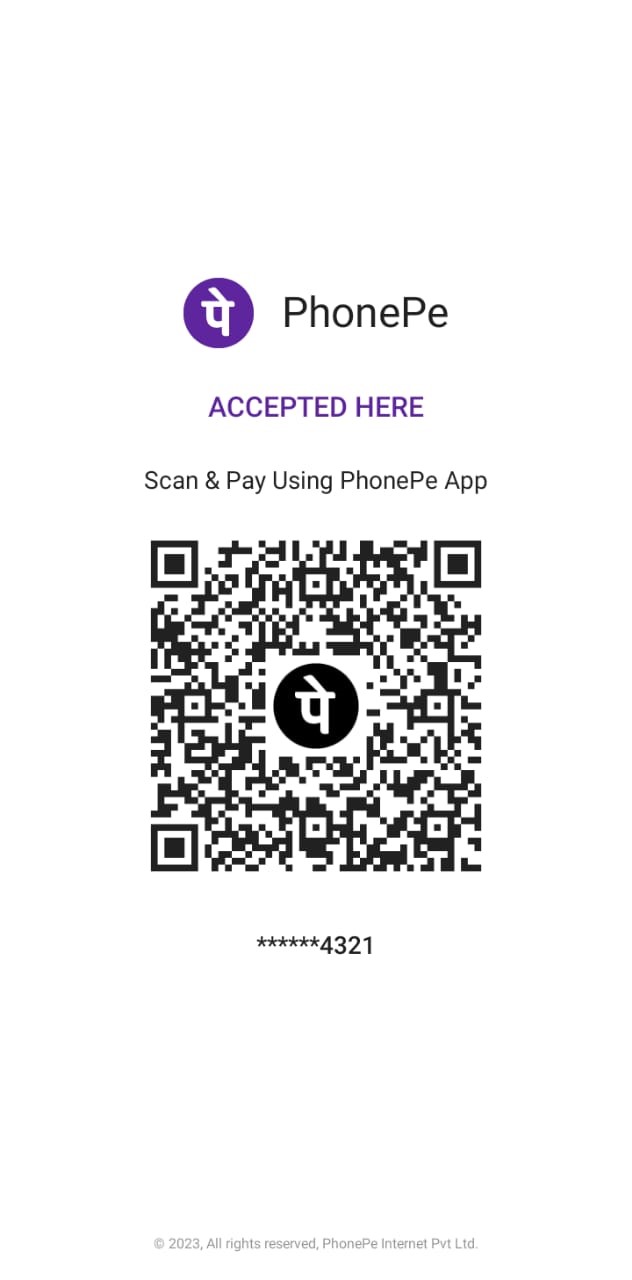 पे PhonePe
ACCEPTED HERE
Scan & Pay Using PhonePe App
पे
******4321
© 2023, All rights reserved, PhonePe Internet Pvt Ltd.